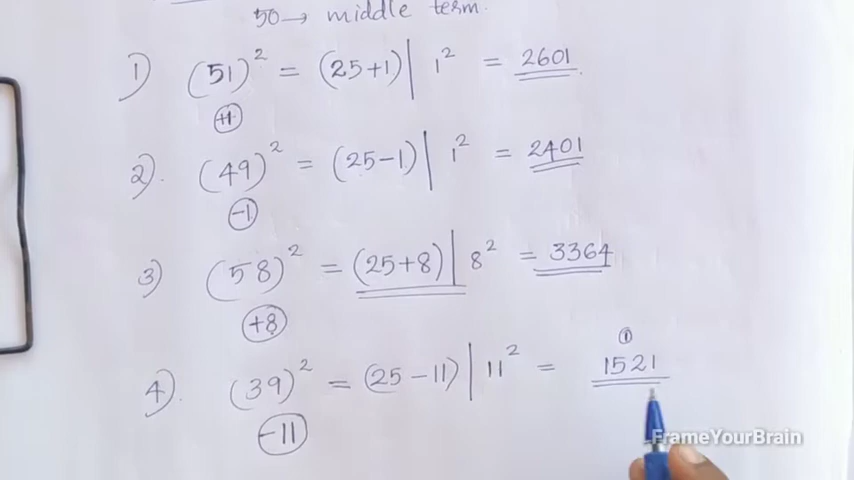 50 → middle term.
1) (51)² = (25+1) | 1² = 2601
+1
2). (49)² = (25-1) | 1² = 2401
-1
3) (58)² = (25+8) | 8² = 3364
+8
1
4). (39)² = (25-11) | 11² = 1521
-11
FrameYourBrain